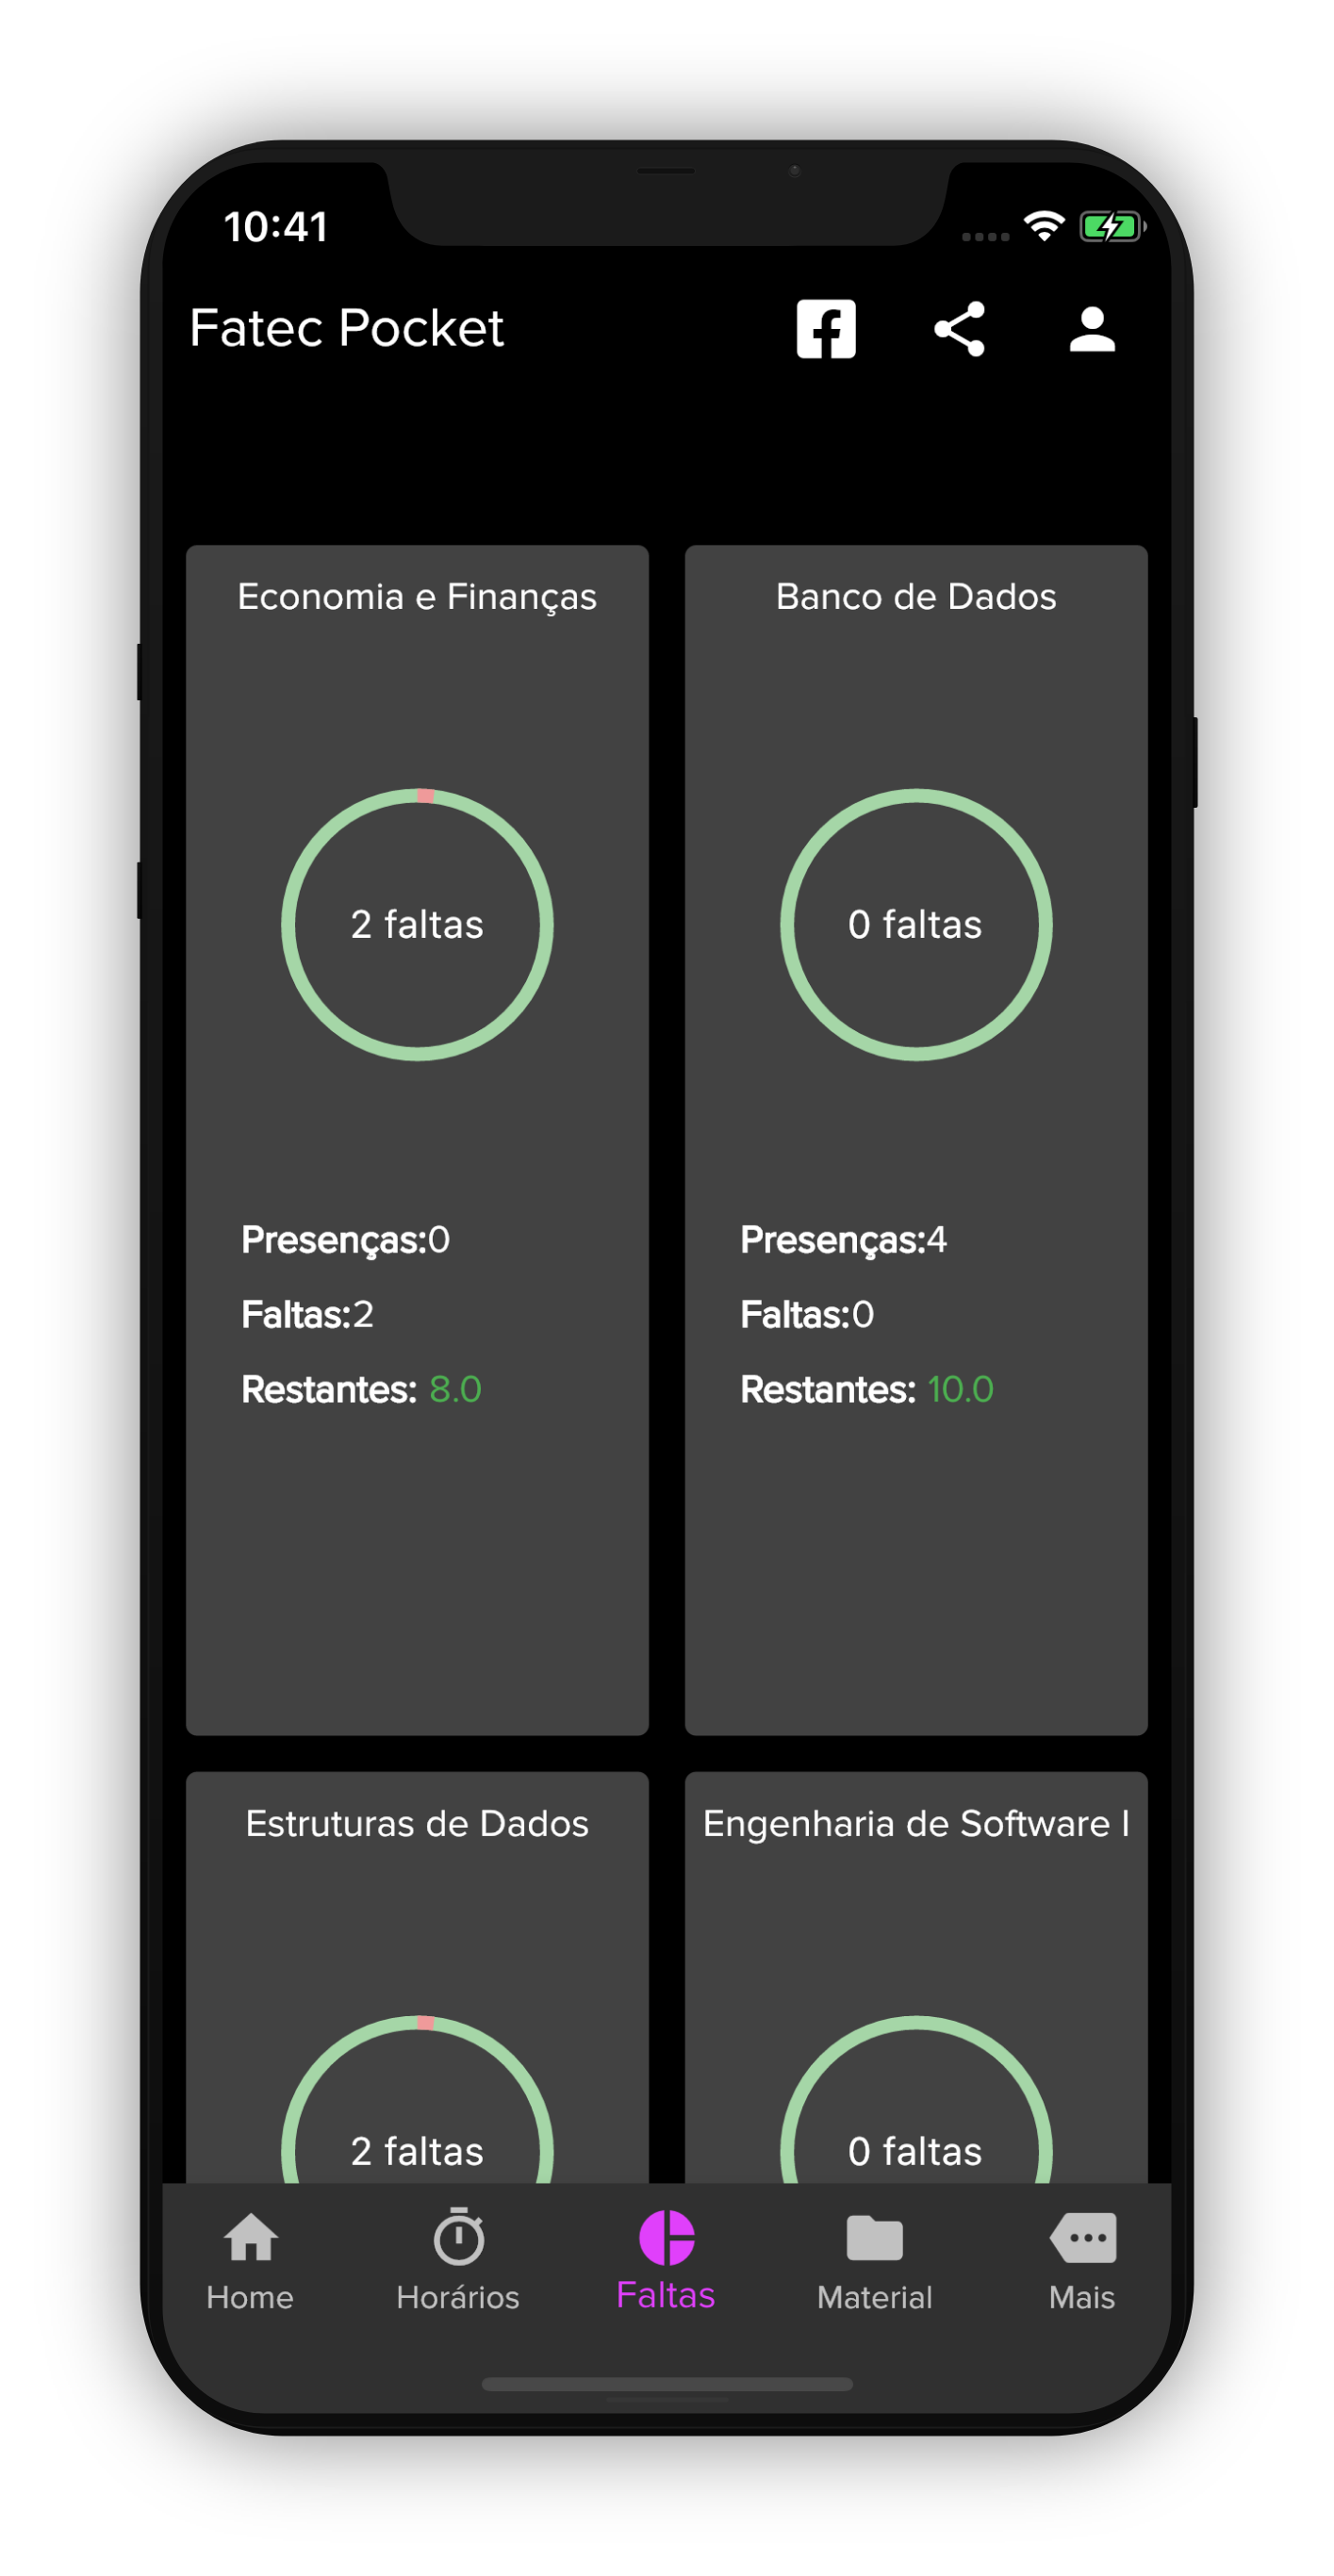 10:41
Fatec Pocket
Economia e Finanças
2 faltas
Presenças:0
Faltas:2
Restantes: 8.0
Banco de Dados
0 faltas
Presenças:4
Faltas:0
Restantes: 10.0
Estruturas de Dados
2 faltas
Engenharia de Software I
0 faltas
Home
Horários
Faltas
Material
Mais